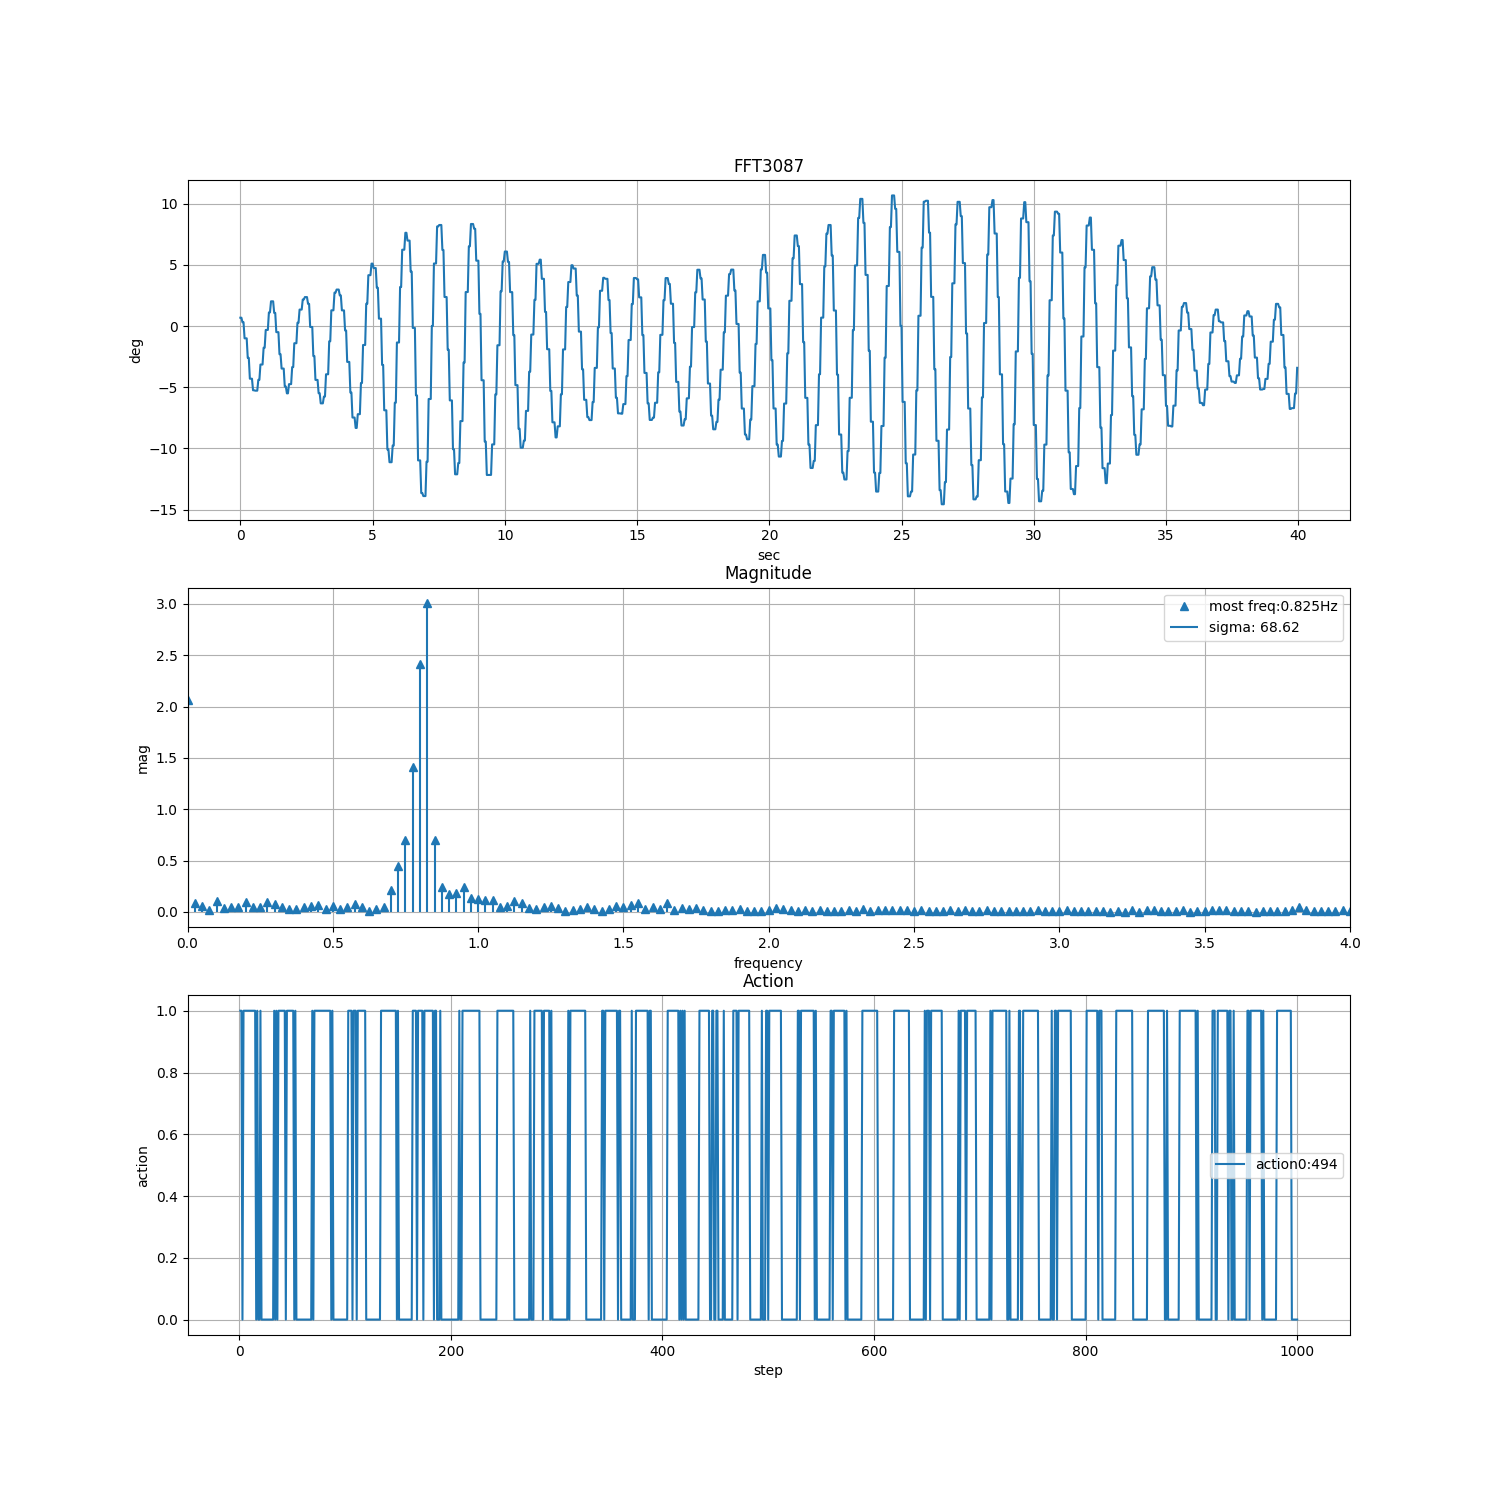 FFT3087
10
5
0
−5
−10
−15
deg
0 5 10 15 20 25 30 35 40
sec
Magnitude
3.0
2.5
2.0
1.5
1.0
0.5
0.0
mag
most freq:0.825Hz
sigma: 68.62
0.0 0.5 1.0 1.5 2.0 2.5 3.0 3.5 4.0
frequency
Action
1.0
0.8
0.6
0.4
0.2
0.0
action
action0:494
0 200 400 600 800 1000
step